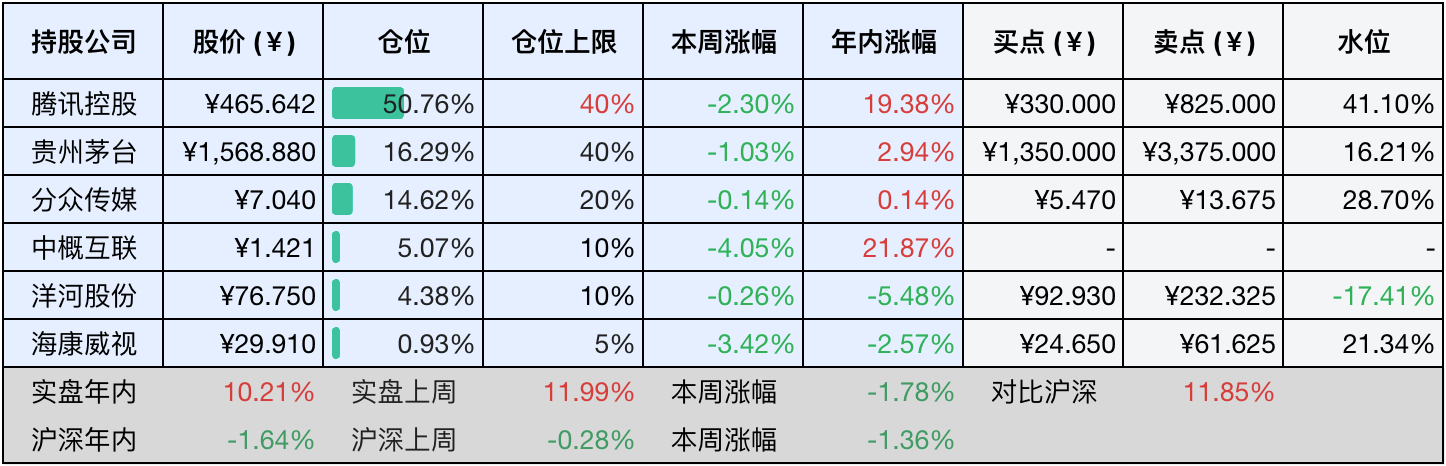 持股公司 股价 (¥) 仓位 仓位上限 本周涨幅 年内涨幅 买点 (¥) 卖点 (¥) 水位
腾讯控股 ¥465.642 50.76% 40% -2.30% 19.38% ¥330.000 ¥825.000 41.10%
贵州茅台 ¥1,568.880 16.29% 40% -1.03% 2.94% ¥1,350.000 ¥3,375.000 16.21%
分众传媒 ¥7.040 14.62% 20% -0.14% 0.14% ¥5.470 ¥13.675 28.70%
中概互联 ¥1.421 5.07% 10% -4.05% 21.87% - - -
洋河股份 ¥76.750 4.38% 10% -0.26% -5.48% ¥92.930 ¥232.325 -17.41%
海康威视 ¥29.910 0.93% 5% -3.42% -2.57% ¥24.650 ¥61.625 21.34%
实盘年内 10.21% 实盘上周 11.99% 本周涨幅 -1.78% 对比沪深 11.85%
沪深年内 -1.64% 沪深上周 -0.28% 本周涨幅 -1.36%